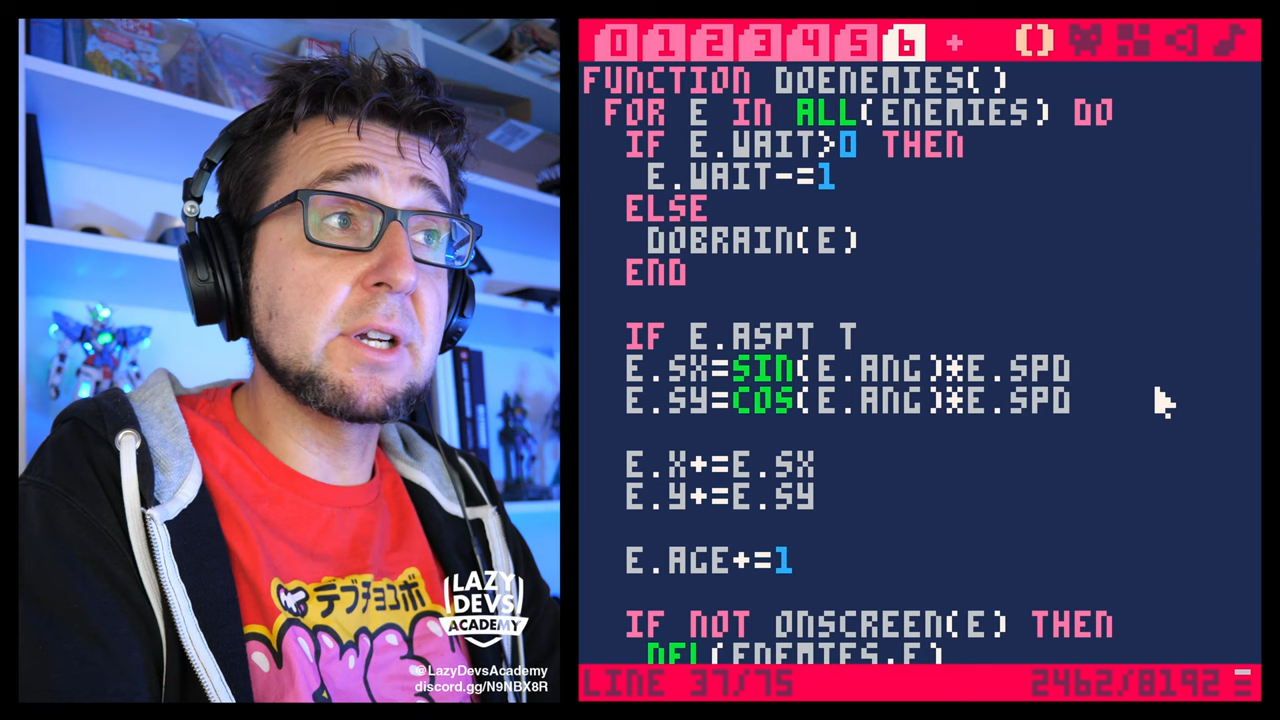 デブチョコボ
LAZY
DEVS
ACADEMY
@LazyDevsAcademy
discord.gg/N9NBX8R
0 1 2 3 4 5 6 +
FUNCTION DOENEMIES()
FOR E IN ALL(ENEMIES) DO
IF E.WAIT>0 THEN
E.WAIT-=1
ELSE
DOBRAIN(E)
END
IF E.ASPT T
E.SX=SIN(E.ANG)*E.SPD
E.SY=COS(E.ANG)*E.SPD
E.X+=E.SX
E.Y+=E.SY
E.AGE+=1
IF NOT ONSCREEN(E) THEN
DEL(ENEMIES,E)
LINE 37/75
2462/8192